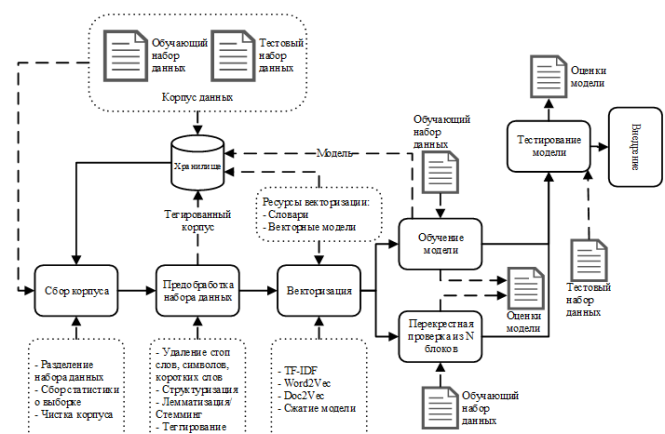 Обучающий
набор
данных
Тестовый
набор
данных
Корпус данных
Хранилище
Тегированный
корпус
Модель
Ресурсы векторизации:
- Словари
- Векторные модели
Обучающий
набор
данных
Оценки
модели
Тестирование
модели
Внедрение
Сбор корпуса
Предобработка
набора данных
Векторизация
Обучение
модели
Перекрестная
проверка из N
блоков
Оценки
модели
Тестовый
набор
данных
- Разделение
набора данных
- Сбор статистики
о выборке
- Чистка корпуса
- Удаление стоп
слов, символов,
коротких слов
- Структуризация
- Лемматизация/
Стемминг
- Теггирование
- TF-IDF
- Word2Vec
- Doc2Vec
- Сжатие модели
Обучающий
набор
данных